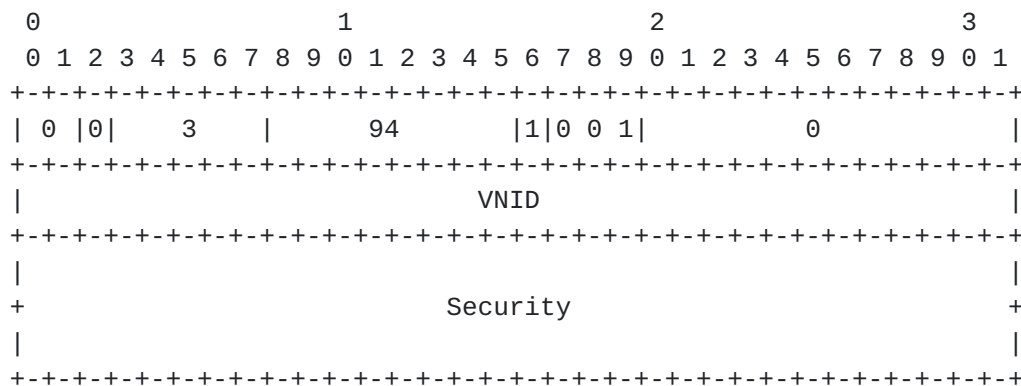 0                   1                   2                   3
 0 1 2 3 4 5 6 7 8 9 0 1 2 3 4 5 6 7 8 9 0 1 2 3 4 5 6 7 8 9 0 1
+-+-+-+-+-+-+-+-+-+-+-+-+-+-+-+-+-+-+-+-+-+-+-+-+-+-+-+-+-+-+-+-+
| 0 |0|    3    |      94       |1|0 0 1|          0            |
+-+-+-+-+-+-+-+-+-+-+-+-+-+-+-+-+-+-+-+-+-+-+-+-+-+-+-+-+-+-+-+-+
|                             VNID                              |
+-+-+-+-+-+-+-+-+-+-+-+-+-+-+-+-+-+-+-+-+-+-+-+-+-+-+-+-+-+-+-+-+
|                                                               |
+                           Security                            +
|                                                               |
+-+-+-+-+-+-+-+-+-+-+-+-+-+-+-+-+-+-+-+-+-+-+-+-+-+-+-+-+-+-+-+-+